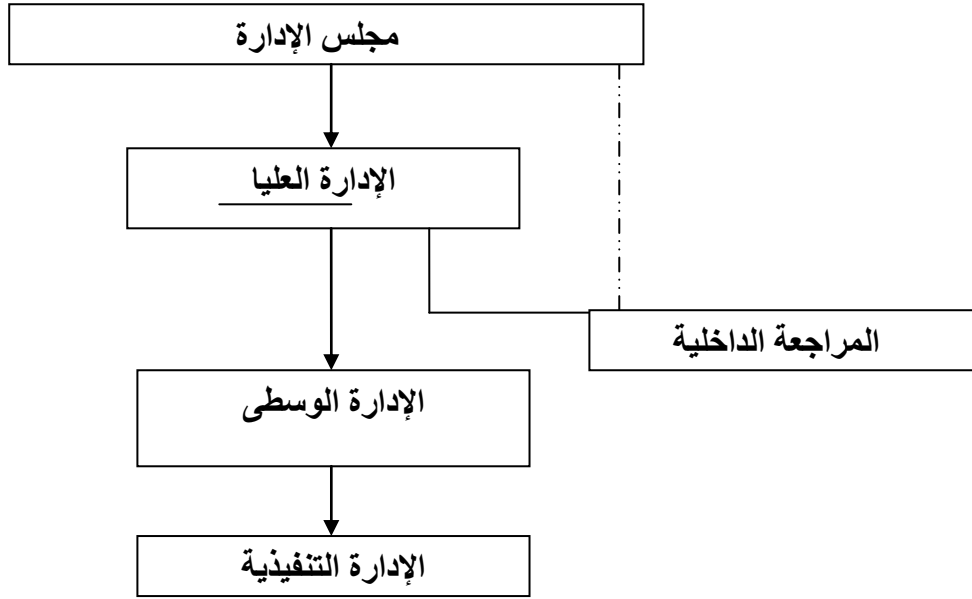 مجلس الإدارة
الإدارة العليا
المراجعة الداخلية
الإدارة الوسطى
الإدارة التنفيذية